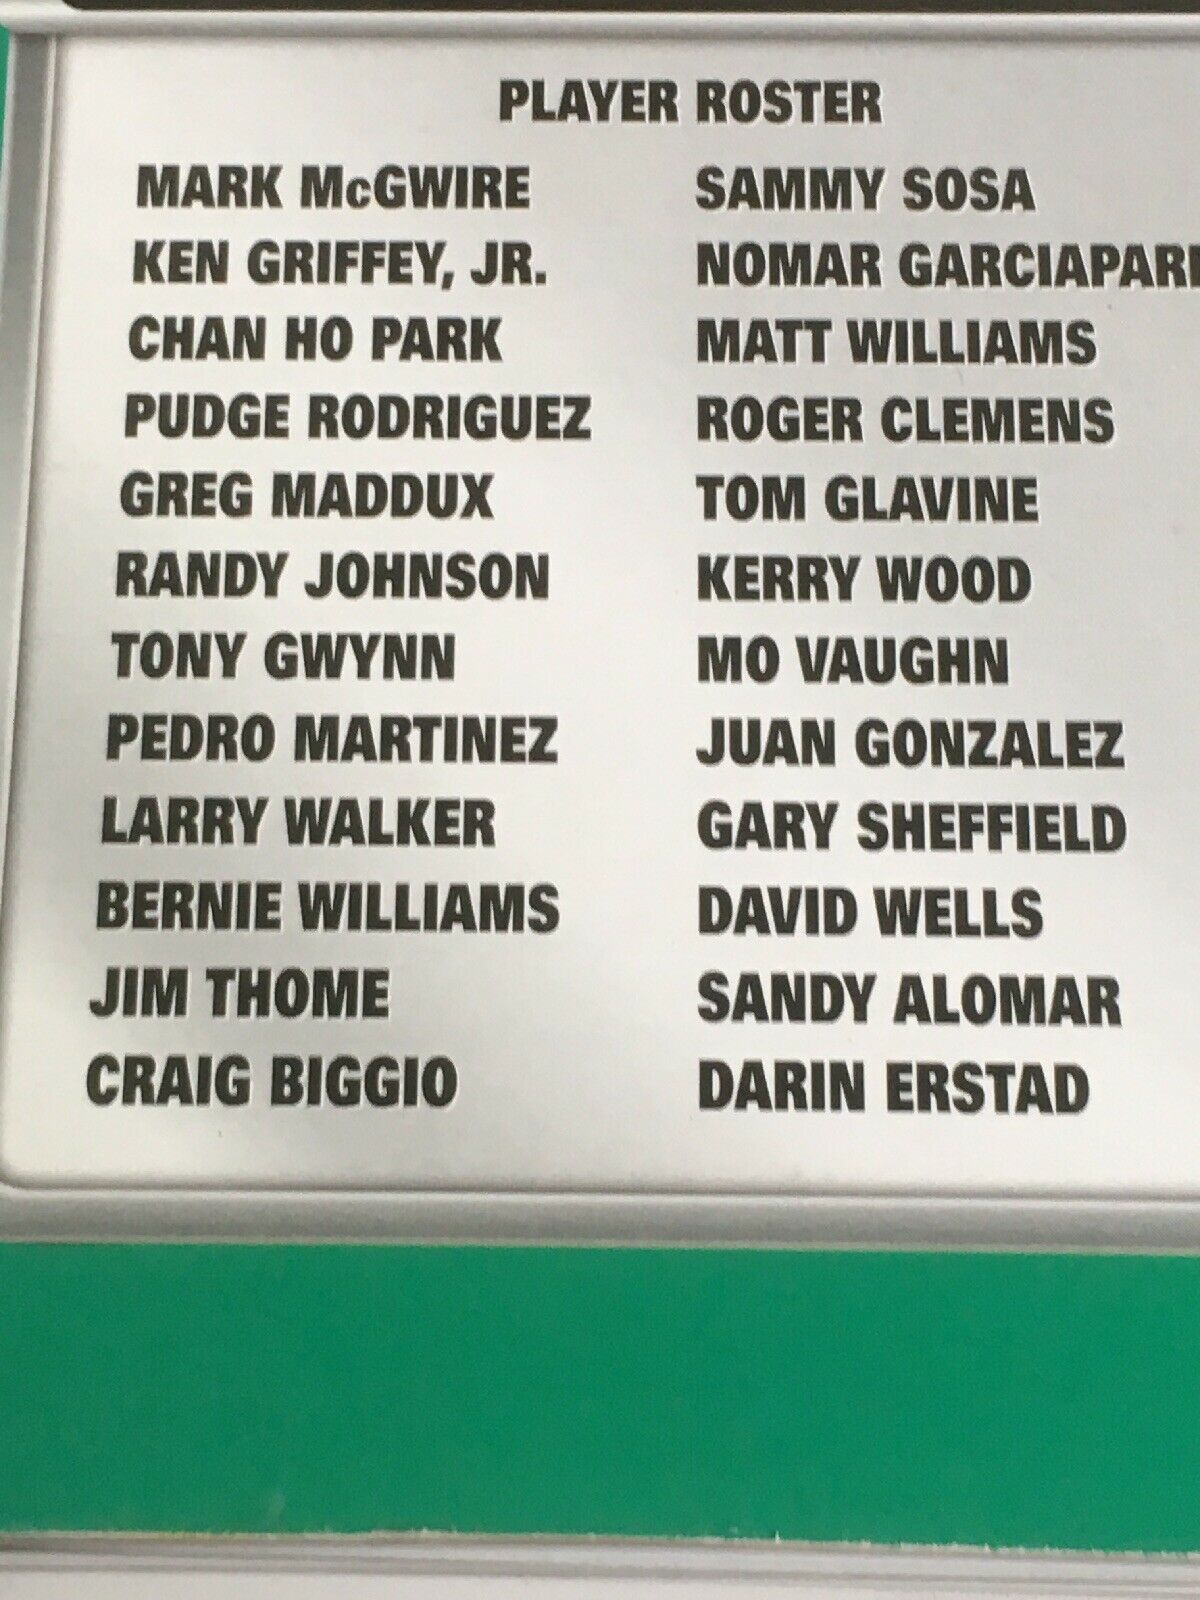 PLAYER ROSTER
MARK McGWIRE SAMMY SOSA
KEN GRIFFEY, JR. NOMAR
CHAN HO PARK MATT WILLIAMS
PUDGE RODRIGUEZ ROGER CLEMENS
GREG MADDUX TOM GLAVINE
RANDY JOHNSON KERRY WOOD
TONY GWYNN MO VAUGHN
PEDRO MARTINEZ JUAN GONZALEZ
LARRY WALKER GARY SHEFFIELD
BERNIE WILLIAMS DAVID WELLS
JIM THOME SANDY ALOMAR
CRAIG BIGGIO DARIN ERSTAD